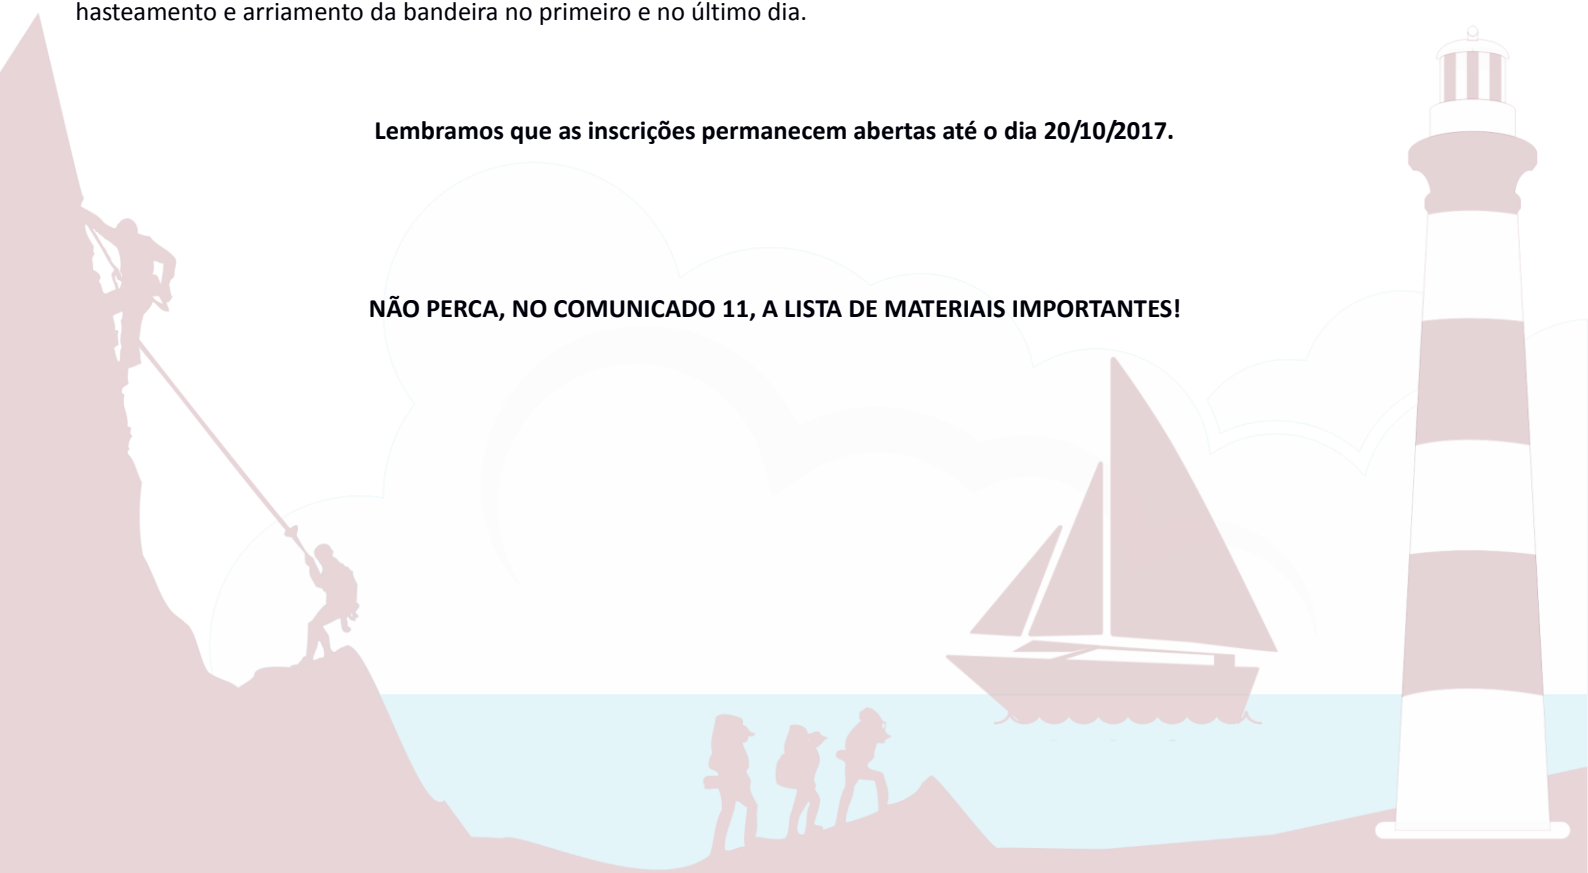 hasteamento e arriamento da bandeira no primeiro e no último dia.
Lembramos que as inscrições permanecem abertas até o dia 20/10/2017.
NÃO PERCA, NO COMUNICADO 11, A LISTA DE MATERIAIS IMPORTANTES!